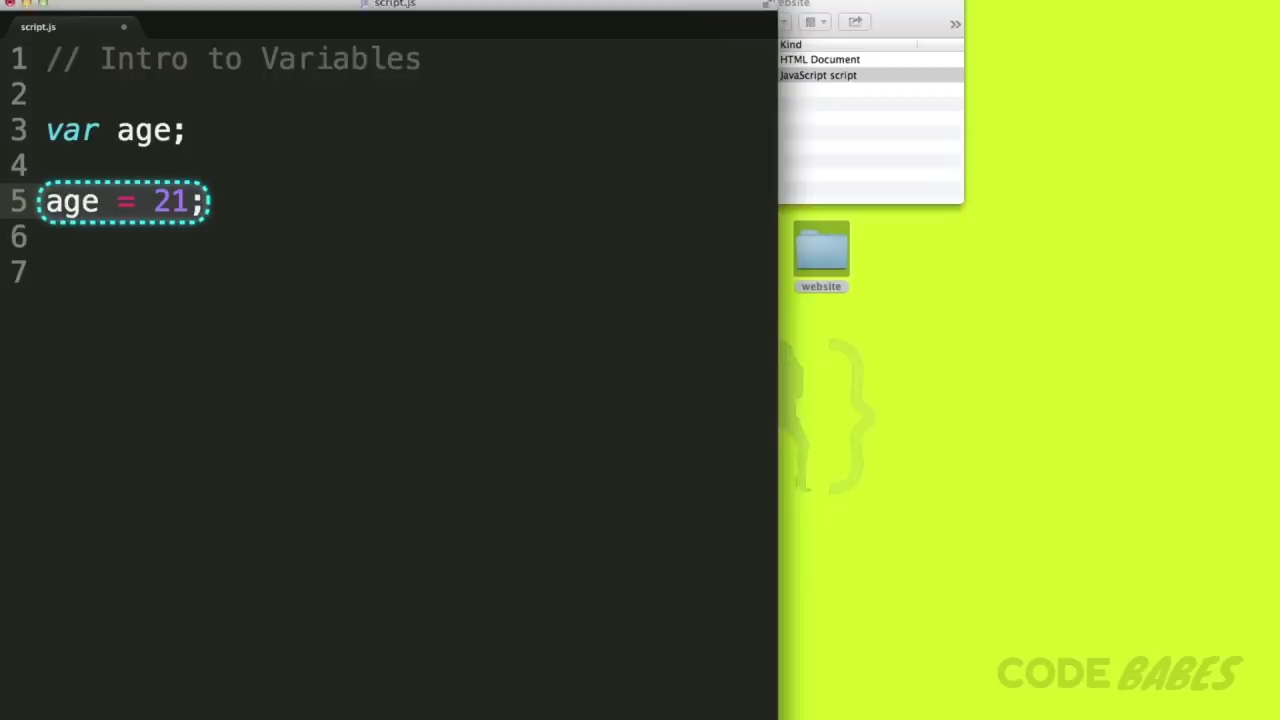 script.js
ebsite
script.js
1 // Intro to Variables
2
3 var age;
4
5 age = 21;
6
7
Kind
HTML Document
JavaScript script
website
CODE BABES